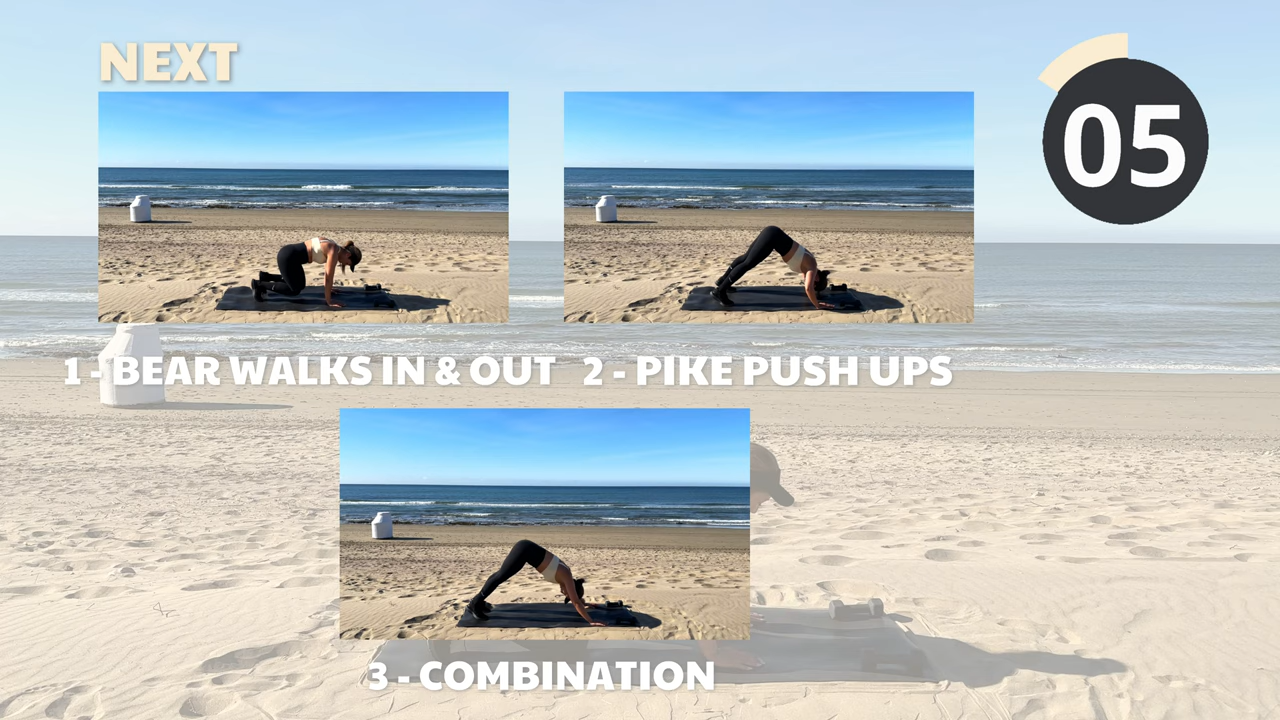 NEXT
05
1 - BEAR WALKS IN & OUT
2 - PIKE PUSH UPS
3 - COMBINATION